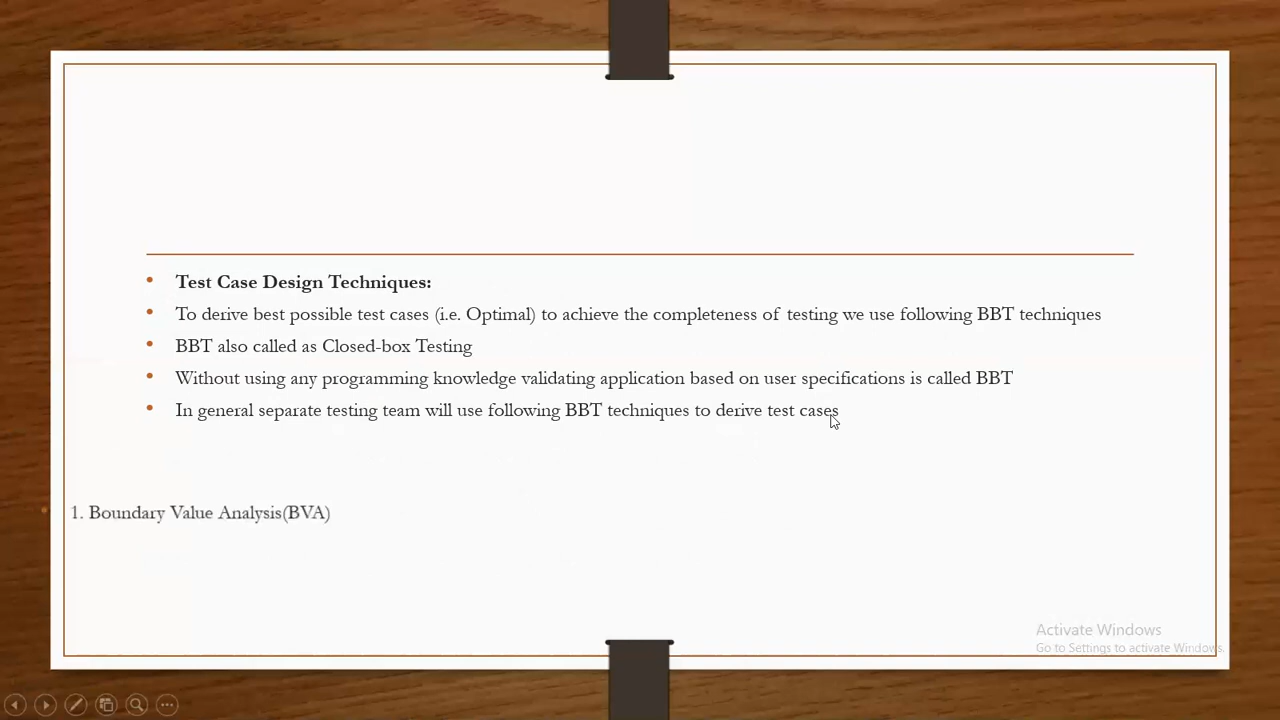 Test Case Design Techniques:
To derive best possible test cases (i.e. Optimal) to achieve the completeness of testing we use following BBT techniques
BBT also called as Closed-box Testing
Without using any programming knowledge validating application based on user specifications is called BBT
In general separate testing team will use following BBT techniques to derive test cases
1. Boundary Value Analysis(BVA)
Activate Windows
Go to Settings to activate Windows.